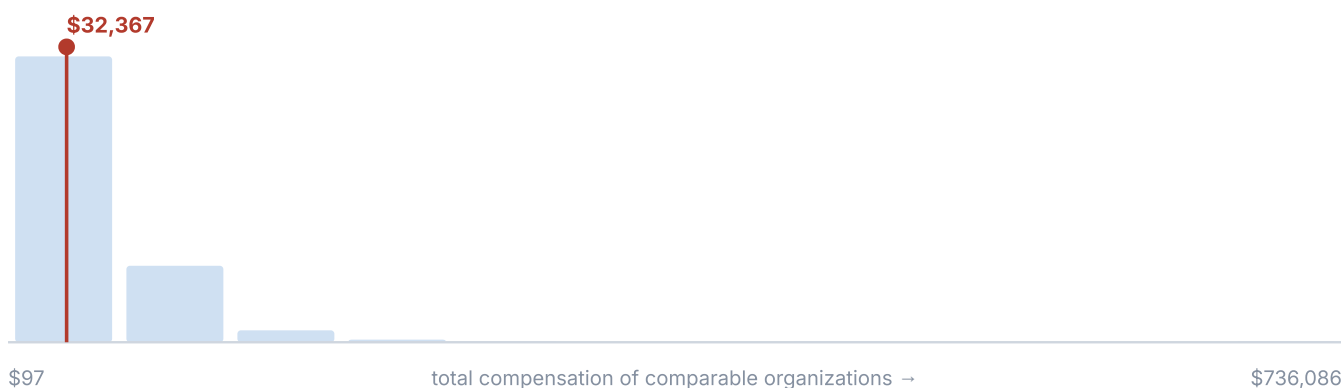 $32,367
$97
total compensation of comparable organizations →
$736,086